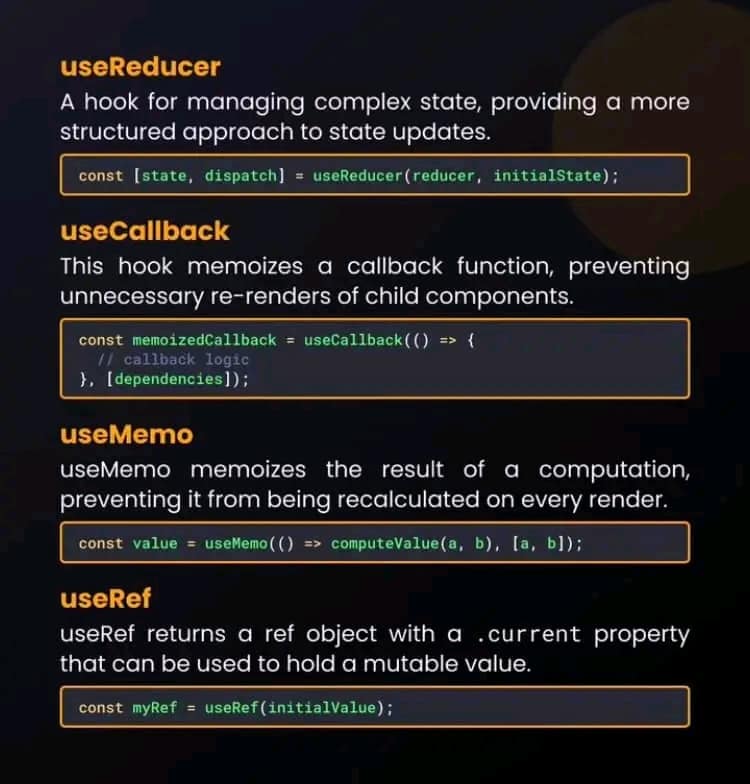 useReducer
A hook for managing complex state, providing a more
structured approach to state updates.
const [state, dispatch] = useReducer(reducer, initialState);
useCallback
This hook memoizes a callback function, preventing
unnecessary re-renders of child components.
const memoizedCallback = useCallback(() => {
  // callback logic
}, [dependencies]);
useMemo
useMemo memoizes the result of a computation,
preventing it from being recalculated on every render.
const value = useMemo(() => computeValue(a, b), [a, b]);
useRef
useRef returns a ref object with a .current property
that can be used to hold a mutable value.
const myRef = useRef(initialValue);